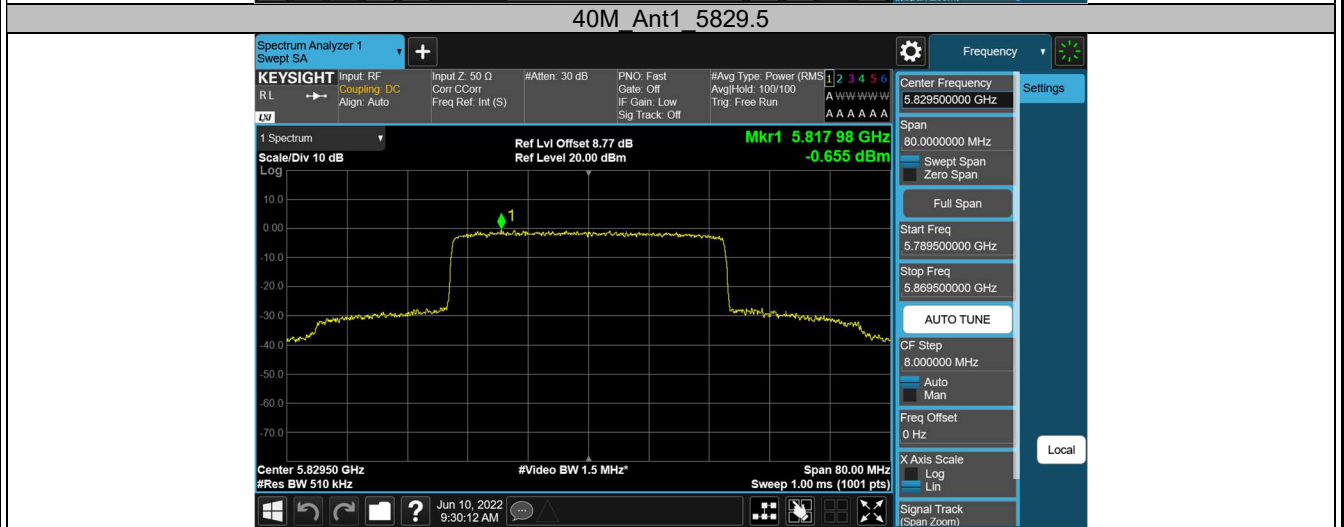 40M_Ant1_5829.5
Spectrum Analyzer 1
Swept SA
+
Frequency
KEYSIGHT
RL
LXI
Input: RF
Coupling: DC
Align: Auto
Input Z: 50 Ω
Corr CCorr
Freq Ref: Int (S)
#Atten: 30 dB
PNO: Fast
Gate: Off
IF Gain: Low
Sig Track: Off
#Avg Type: Power (RMS
Avg|Hold: 100/100
Trig: Free Run
1 2 3 4 5 6
A W W W W W
A A A A A A
1 Spectrum
Scale/Div 10 dB
Ref Lvl Offset 8.77 dB
Ref Level 20.00 dBm
Mkr1 5.817 98 GHz
-0.655 dBm
Log
10.0
0.00
-10.0
-20.0
-30.0
-40.0
-50.0
-60.0
-70.0
1
Center 5.82950 GHz
#Res BW 510 kHz
#Video BW 1.5 MHz*
Span 80.00 MHz
Sweep 1.00 ms (1001 pts)
Center Frequency
5.829500000 GHz
Settings
Span
80.0000000 MHz
Swept Span
Zero Span
Full Span
Start Freq
5.789500000 GHz
Stop Freq
5.869500000 GHz
AUTO TUNE
CF Step
8.000000 MHz
Auto
Man
Freq Offset
0 Hz
X Axis Scale
Log
Lin
Local
Signal Track
(Span Zoom)
?
Jun 10, 2022
9:30:12 AM